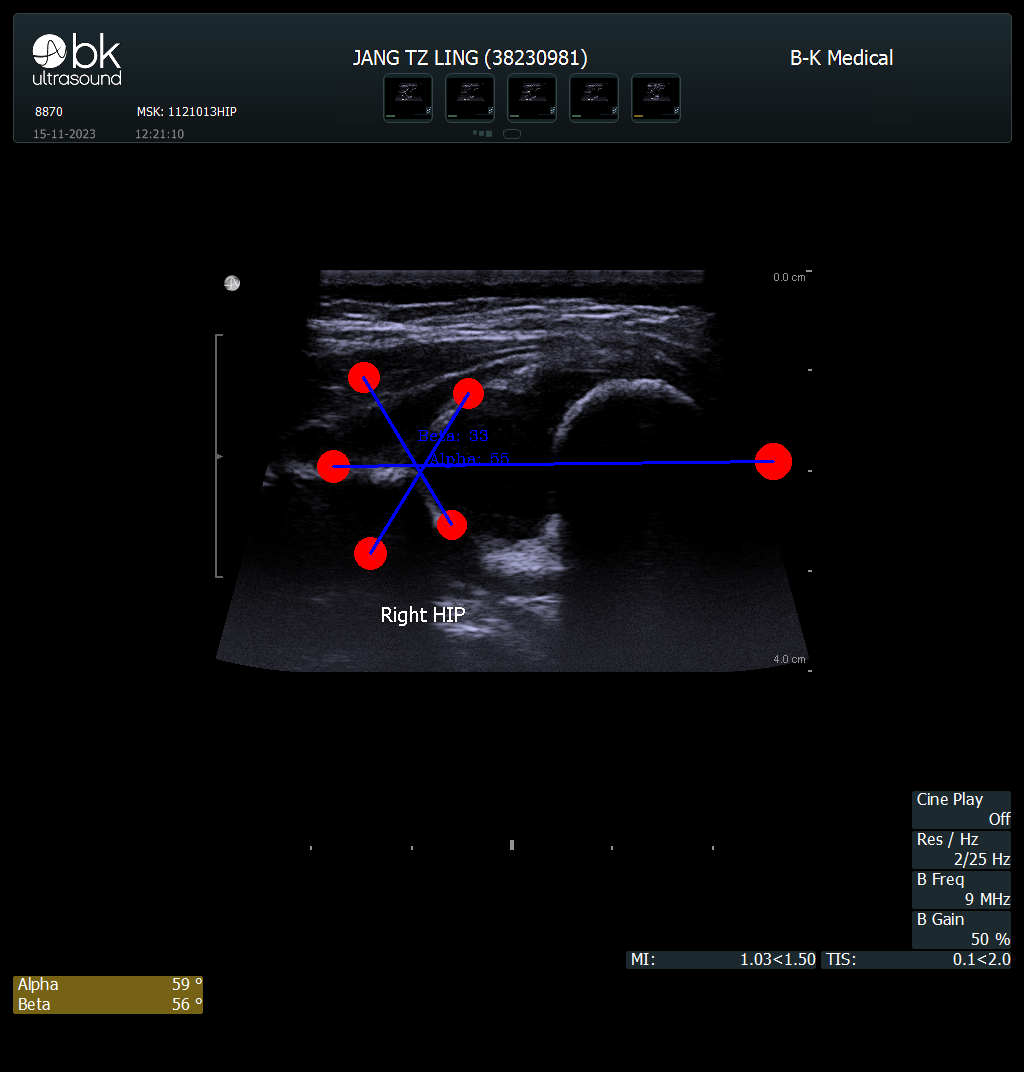 bk
ultrasound
JANG TZ LING (38230981)
B-K Medical
8870
MSK: 1121013HIP
15-11-2023
12:21:10
0.0 cm
Beta: 33
Alpha: 55
Right HIP
4.0 cm
Cine Play
Off
Res / Hz
2/25 Hz
B Freq
9 MHz
B Gain
50 %
MI: 1.03<1.50
TIS: 0.1<2.0
Alpha 59 º
Beta 56 º